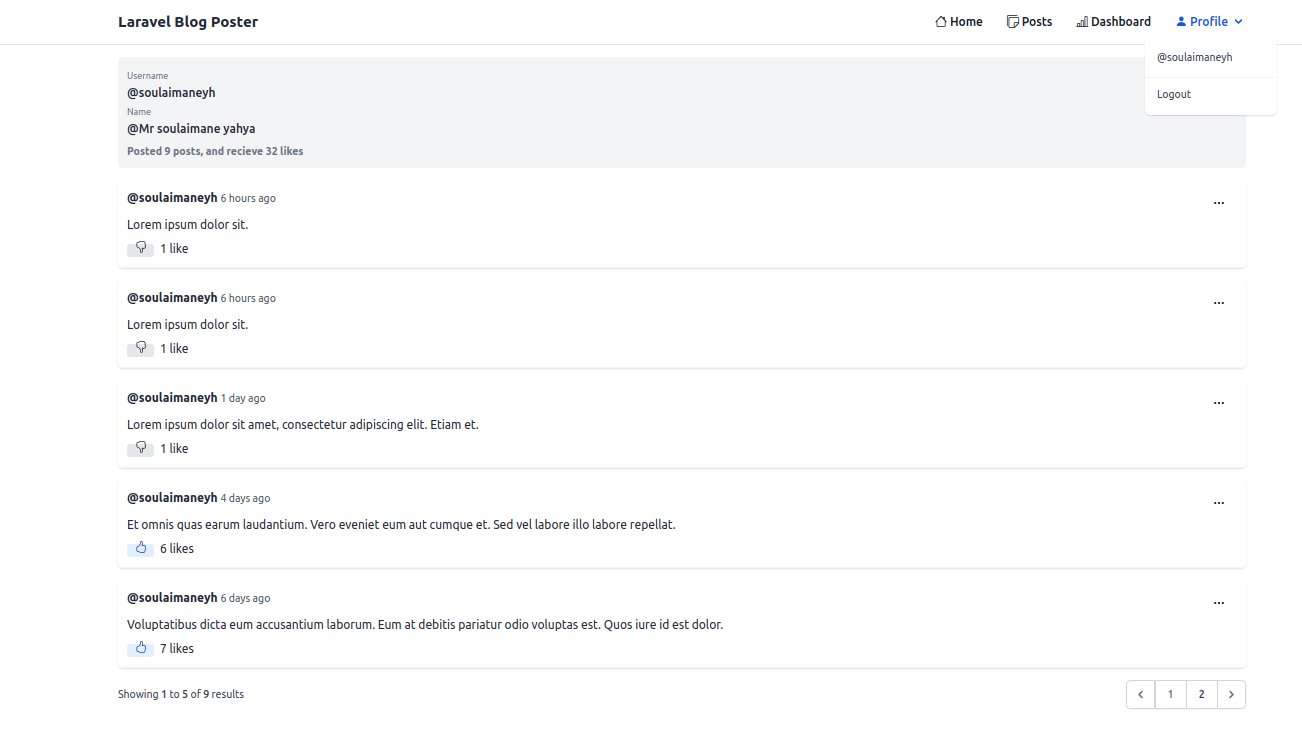 Laravel Blog Poster
Home Posts Dashboard Profile
@soulaimaneyh
Logout
Username
@soulaimaneyh
Name
@Mr soulaimane yahya
Posted 9 posts, and recieve 32 likes
@soulaimaneyh 6 hours ago
...
Lorem ipsum dolor sit.
1 like
@soulaimaneyh 6 hours ago
...
Lorem ipsum dolor sit.
1 like
@soulaimaneyh 1 day ago
...
Lorem ipsum dolor sit amet, consectetur adipiscing elit. Etiam et.
1 like
@soulaimaneyh 4 days ago
...
Et omnis quas earum laudantium. Vero eveniet eum aut cumque et. Sed vel labore illo labore repellat.
6 likes
@soulaimaneyh 6 days ago
...
Voluptatibus dicta eum accusantium laborum. Eum at debitis pariatur odio voluptas est. Quos iure id est dolor.
7 likes
Showing 1 to 5 of 9 results
1 2